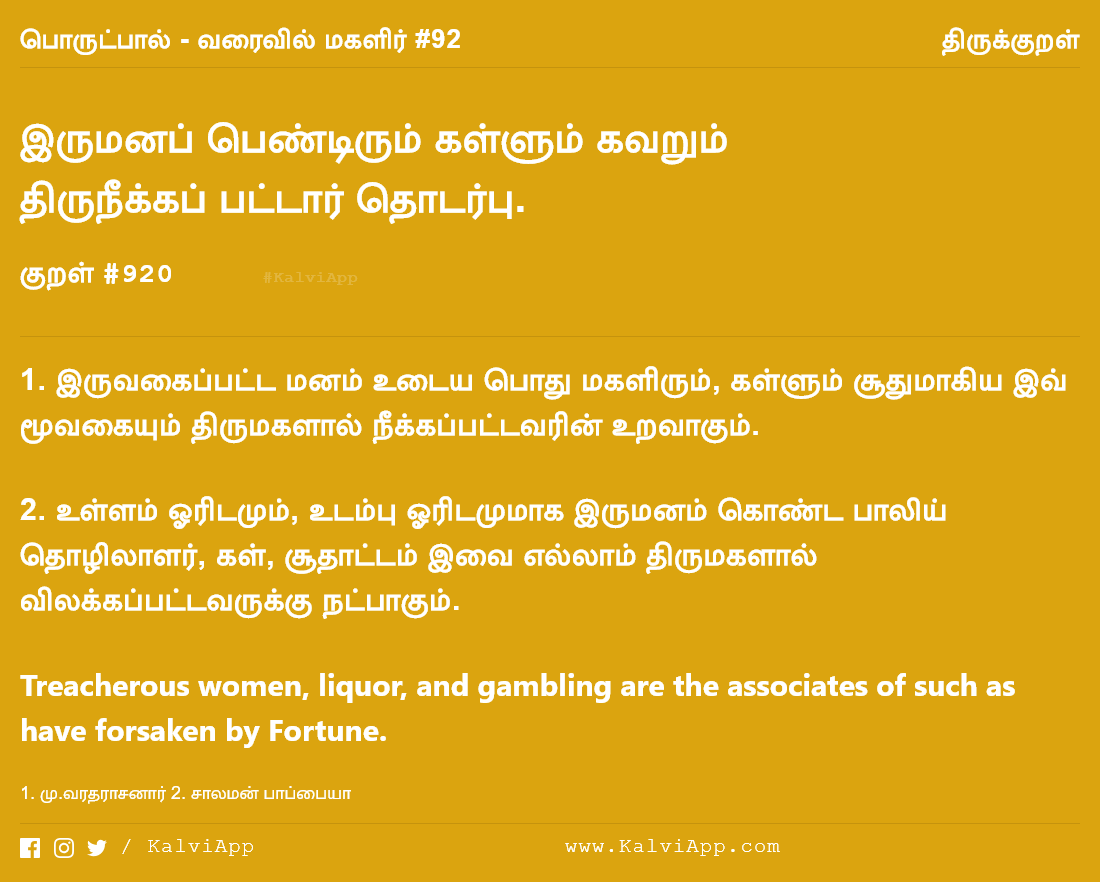 பொருட்பால் - வரைவில் மகளிர் #92 திருக்குறள்
இருமனப் பெண்டிரும் கள்ளும் கவறும்
திருநீக்கப் பட்டார் தொடர்பு.
குறள் #920 #KalviApp
1. இருவகைப்பட்ட மனம் உடைய பொது மகளிரும், கள்ளும் சூதுமாகிய இவ்
மூவகையும் திருமகளால் நீக்கப்பட்டவரின் உறவாகும்.
2. உள்ளம் ஓரிடமும், உடம்பு ஓரிடமுமாக இருமனம் கொண்ட பாலிய்
தொழிலாளர், கள், சூதாட்டம் இவை எல்லாம் திருமகளால்
விலக்கப்பட்டவருக்கு நட்பாகும்.
Treacherous women, liquor, and gambling are the associates of such as
have forsaken by Fortune.
1. மு.வரதராசனார் 2. சாலமன் பாப்பையா
/ KalviApp www.KalviApp.com